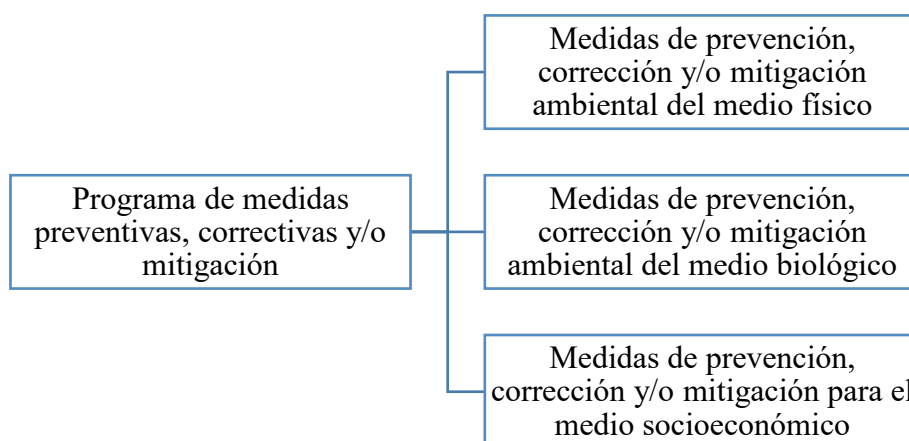 Programa de medidas
preventivas, correctivas y/o
mitigación
Medidas de prevención,
corrección y/o mitigación
ambiental del medio físico
Medidas de prevención,
corrección y/o mitigación
ambiental del medio biológico
Medidas de prevención,
corrección y/o mitigación para el
medio socioeconómico